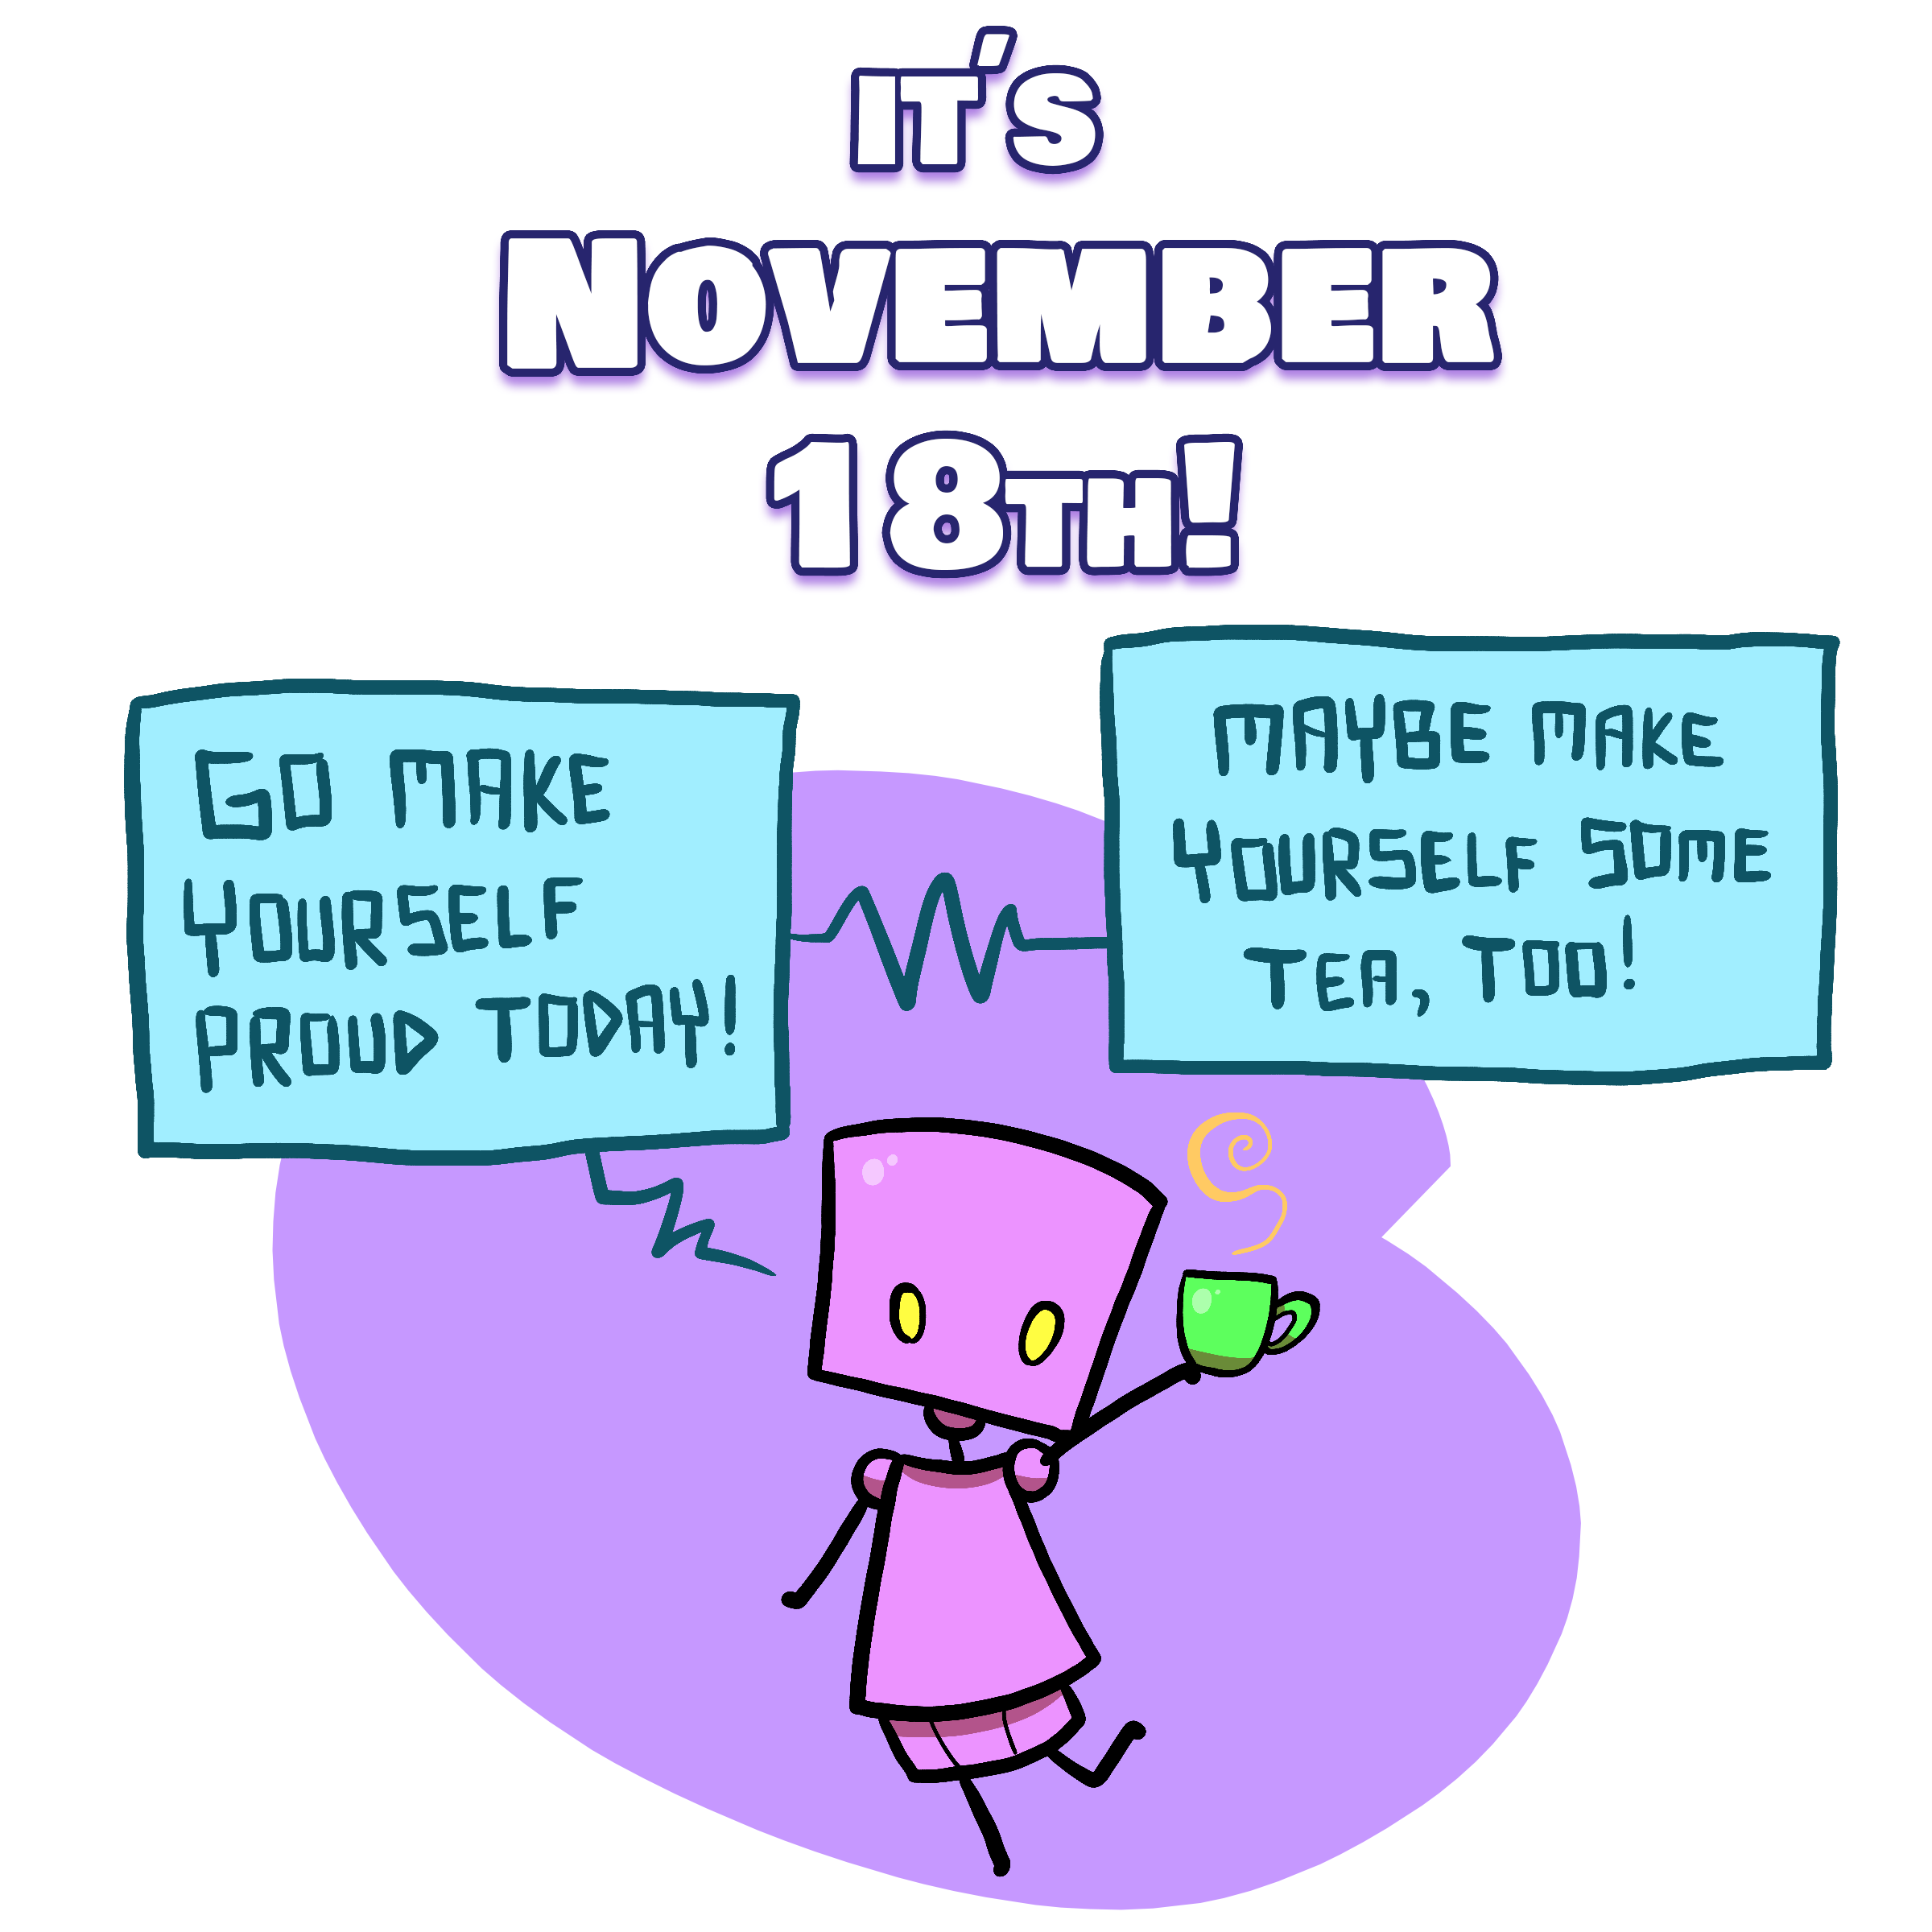 IT'S
NOVEMBER
18TH!
GO MAKE
YOURSELF
PROUD TODAY!
MAYBE MAKE
YOURSELF SOME
TEA, TOO!